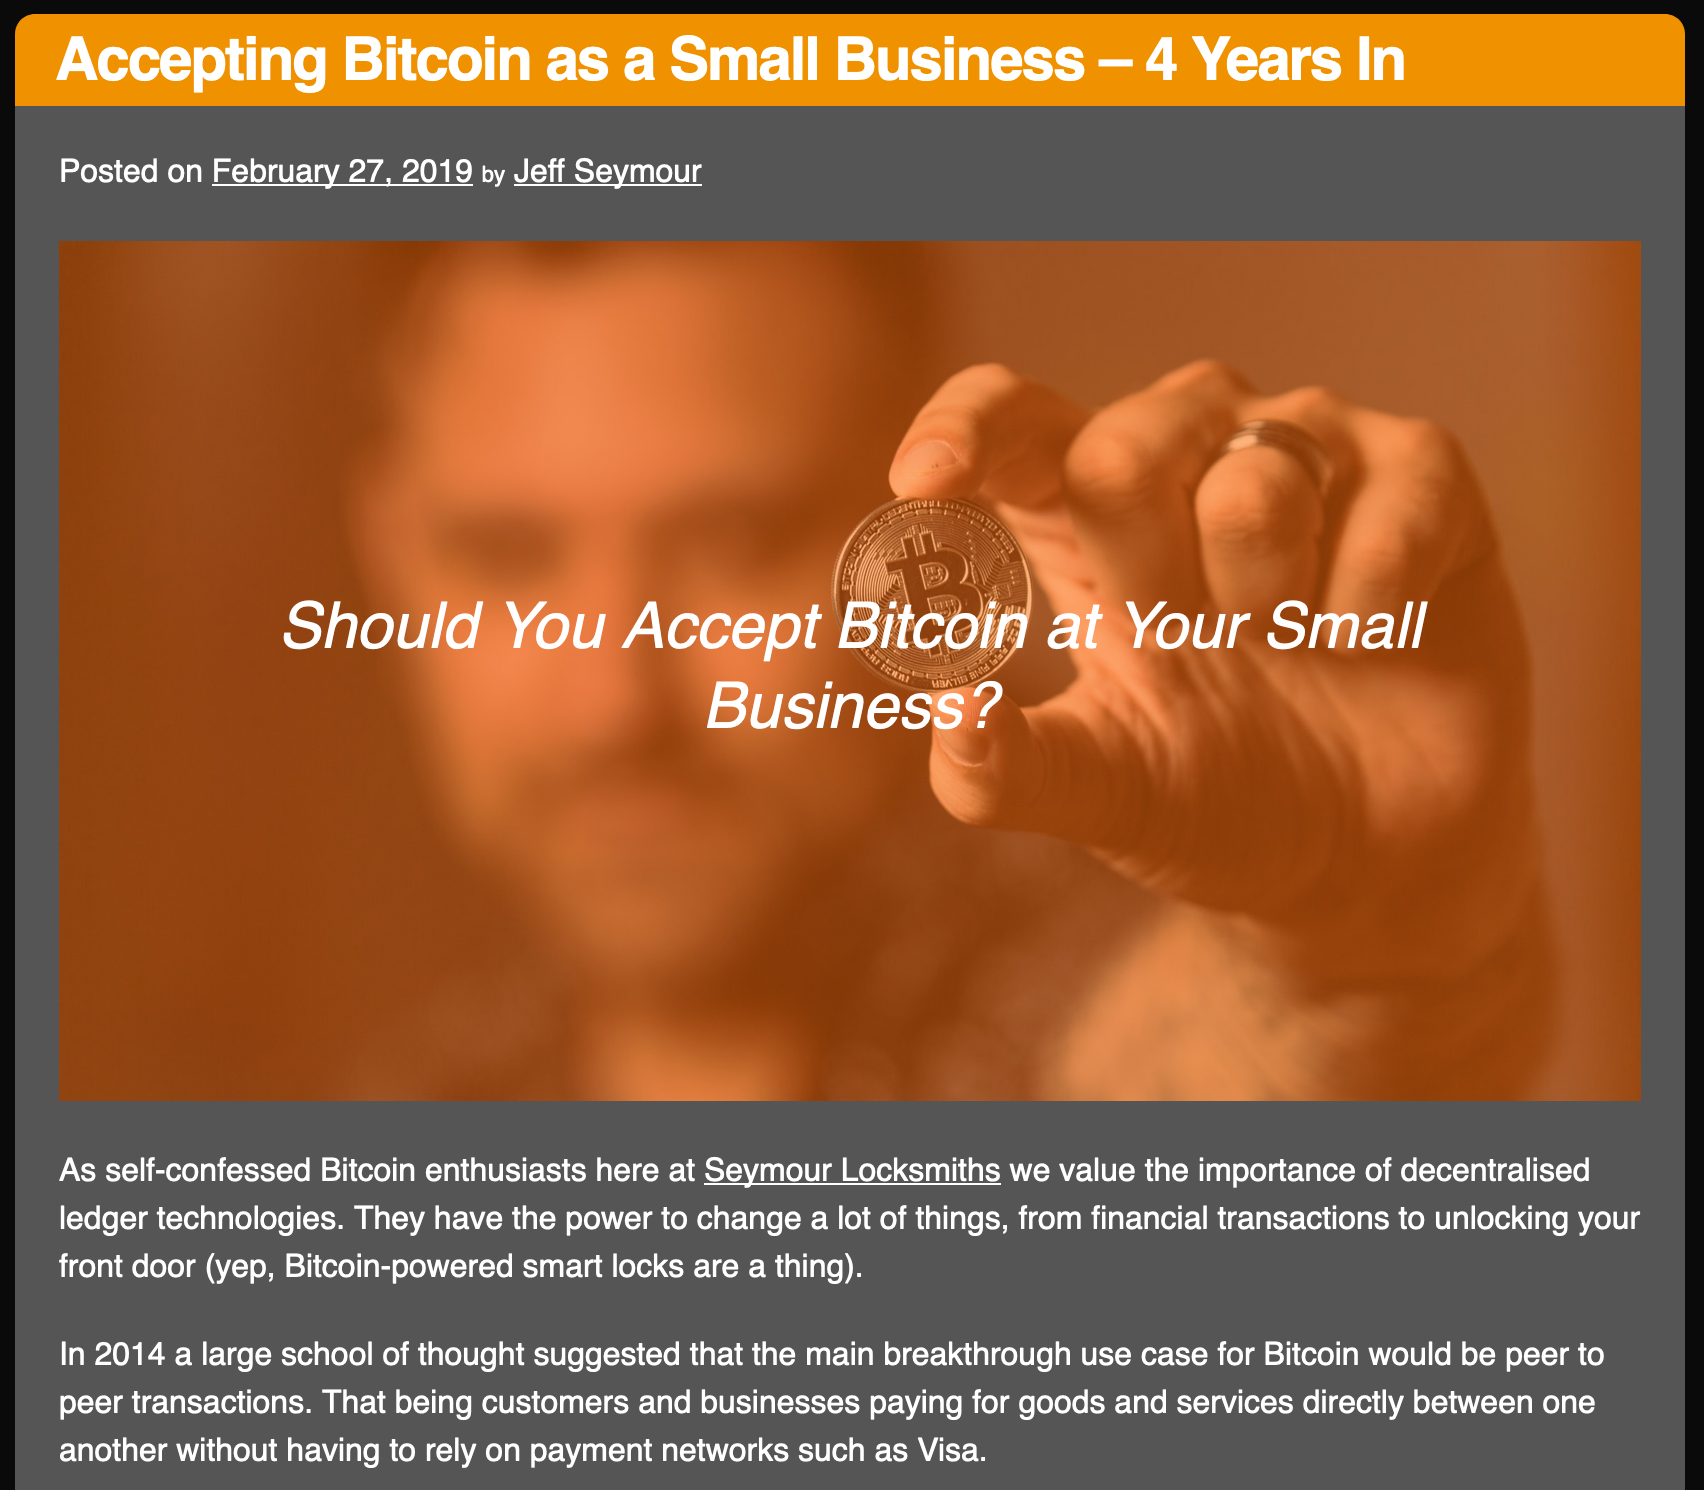 Accepting Bitcoin as a Small Business – 4 Years In
Posted on February 27, 2019 by Jeff Seymour
Should You Accept Bitcoin at Your Small
Business?
As self-confessed Bitcoin enthusiasts here at Seymour Locksmiths we value the importance of decentralised
ledger technologies. They have the power to change a lot of things, from financial transactions to unlocking your
front door (yep, Bitcoin-powered smart locks are a thing).
In 2014 a large school of thought suggested that the main breakthrough use case for Bitcoin would be peer to
peer transactions. That being customers and businesses paying for goods and services directly between one
another without having to rely on payment networks such as Visa.